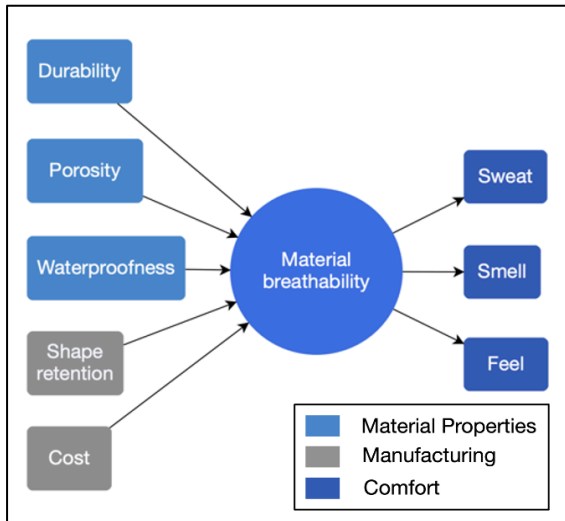 Durability
Porosity
Waterproofness
Shape
retention
Cost
Material
breathability
Sweat
Smell
Feel
Material Properties
Manufacturing
Comfort